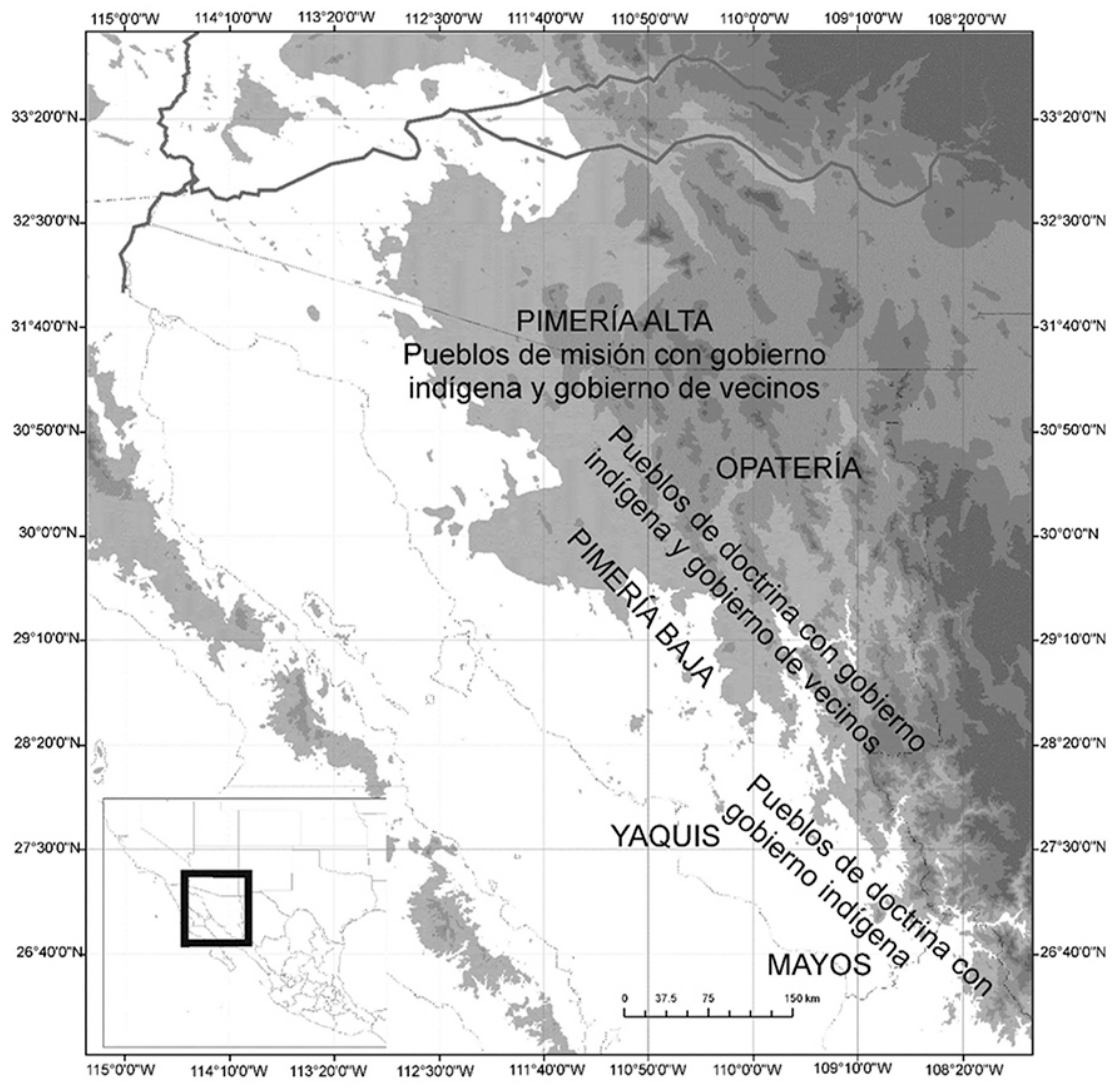 115°0'0"W 114°10'0"W 113°20'0"W 112°30'0"W 111°40'0"W 110°50'0"W 110°0'0"W 109°10'0"W 108°20'0"W
33°20'0"N 33°20'0"N
32°30'0"N 32°30'0"N
31°40'0"N 31°40'0"N
PIMERÍA ALTA
Pueblos de misión con gobierno
indígena y gobierno de vecinos
30°50'0"N 30°50'0"N
OPATERÍA
Pueblos de doctrina con gobierno
indígena y gobierno de vecinos
30°0'0"N 30°0'0"N
PIMERÍA BAJA
29°10'0"N 29°10'0"N
28°20'0"N 28°20'0"N
YAQUIS
Pueblos de doctrina con
gobierno indígena
27°30'0"N 27°30'0"N
MAYOS
26°40'0"N 26°40'0"N
0 37.5 75 150 km
115°0'0"W 114°10'0"W 113°20'0"W 112°30'0"W 111°40'0"W 110°50'0"W 110°0'0"W 109°10'0"W 108°20'0"W